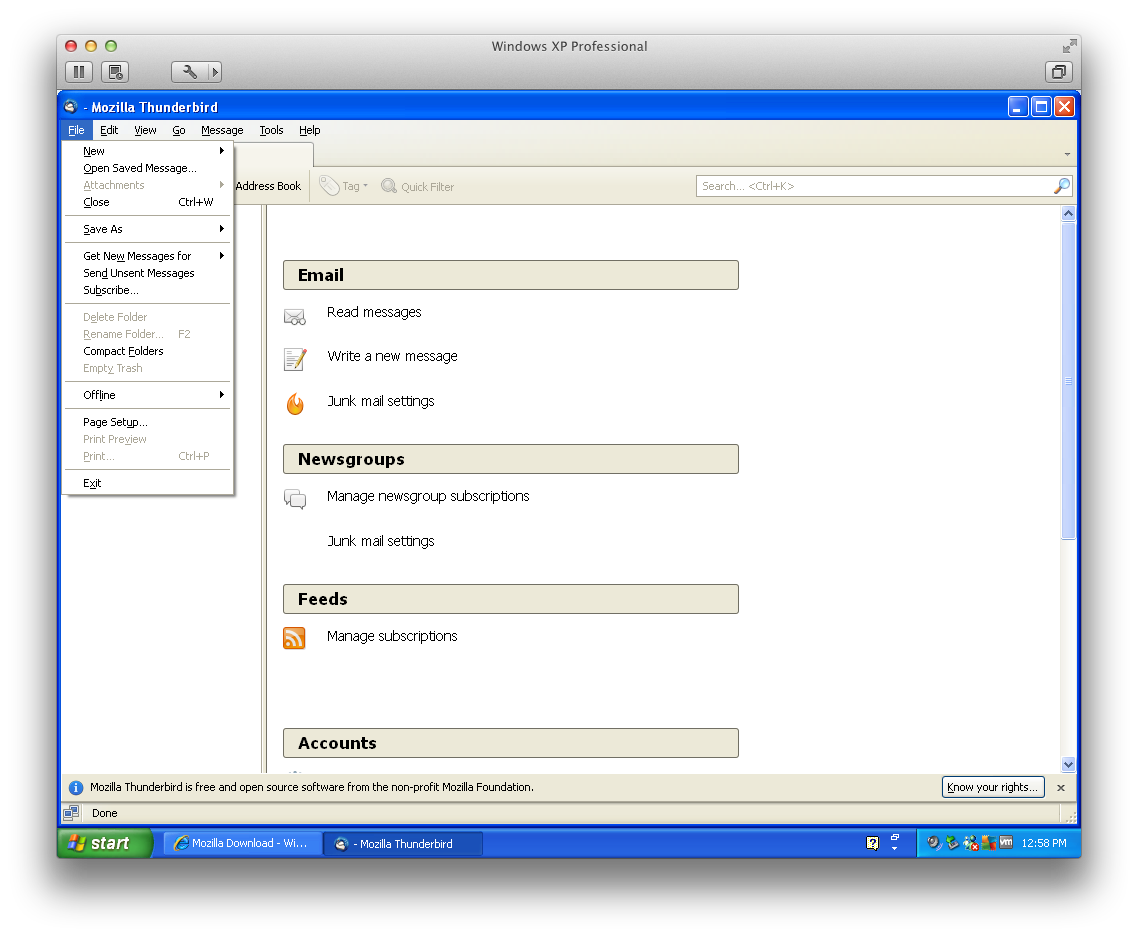 Windows XP Professional
- Mozilla Thunderbird
File Edit View Go Message Tools Help
New
Open Saved Message...
Attachments
Close Ctrl+W
Save As
Get New Messages for
Send Unsent Messages
Subscribe...
Delete Folder
Rename Folder... F2
Compact Folders
Empty Trash
Offline
Page Setup...
Print Preview
Print... Ctrl+P
Exit
Address Book Tag Quick Filter Search... <Ctrl+K>
Email
Read messages
Write a new message
Junk mail settings
Newsgroups
Manage newsgroup subscriptions
Junk mail settings
Feeds
Manage subscriptions
Accounts
Mozilla Thunderbird is free and open source software from the non-profit Mozilla Foundation. Know your rights...
Done
start Mozilla Download - Wi... - Mozilla Thunderbird 12:58 PM